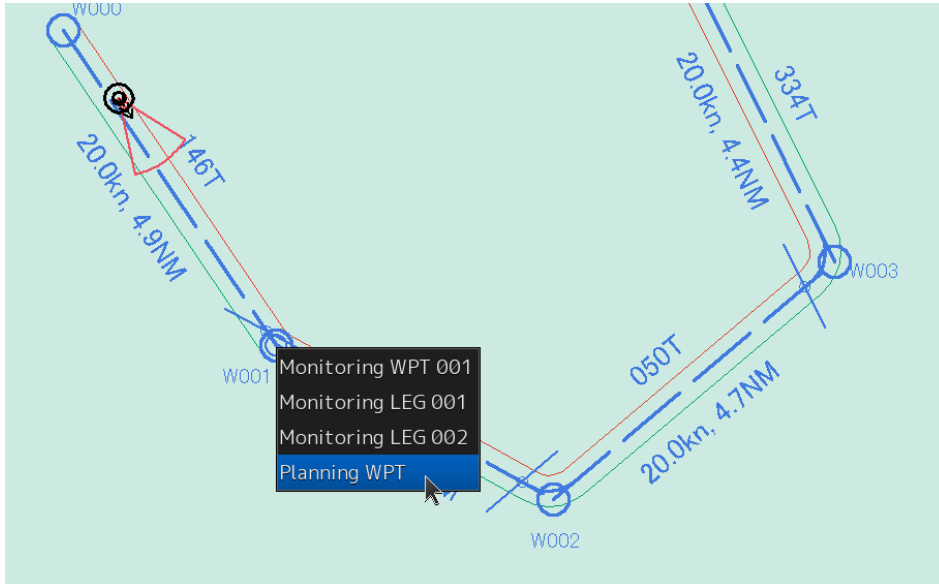 W000
146T
20.0kn, 4.9NM
334T
20.0kn, 4.4NM
W003
W001
Monitoring WPT 001
Monitoring LEG 001
Monitoring LEG 002
Planning WPT
050T
20.0kn, 4.7NM
W002